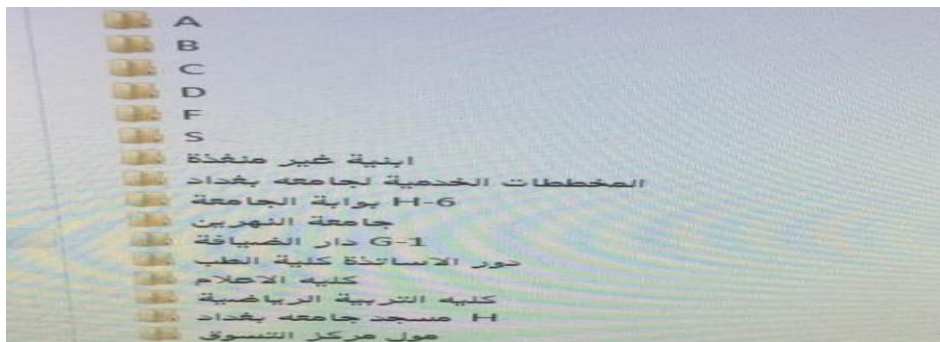 A
B
C
D
F
S
ابنية غير منفذة
المخططات الخدمية لجامعه بغداد
H-6 بوابة الجامعة
جامعة النهرين
G-1 دار الضيافة
دور الاساتذة كلية الطب
كليه الاعلام
كليه التربية الرياضية
H مسجد جامعه بغداد
مول مركز التسوق